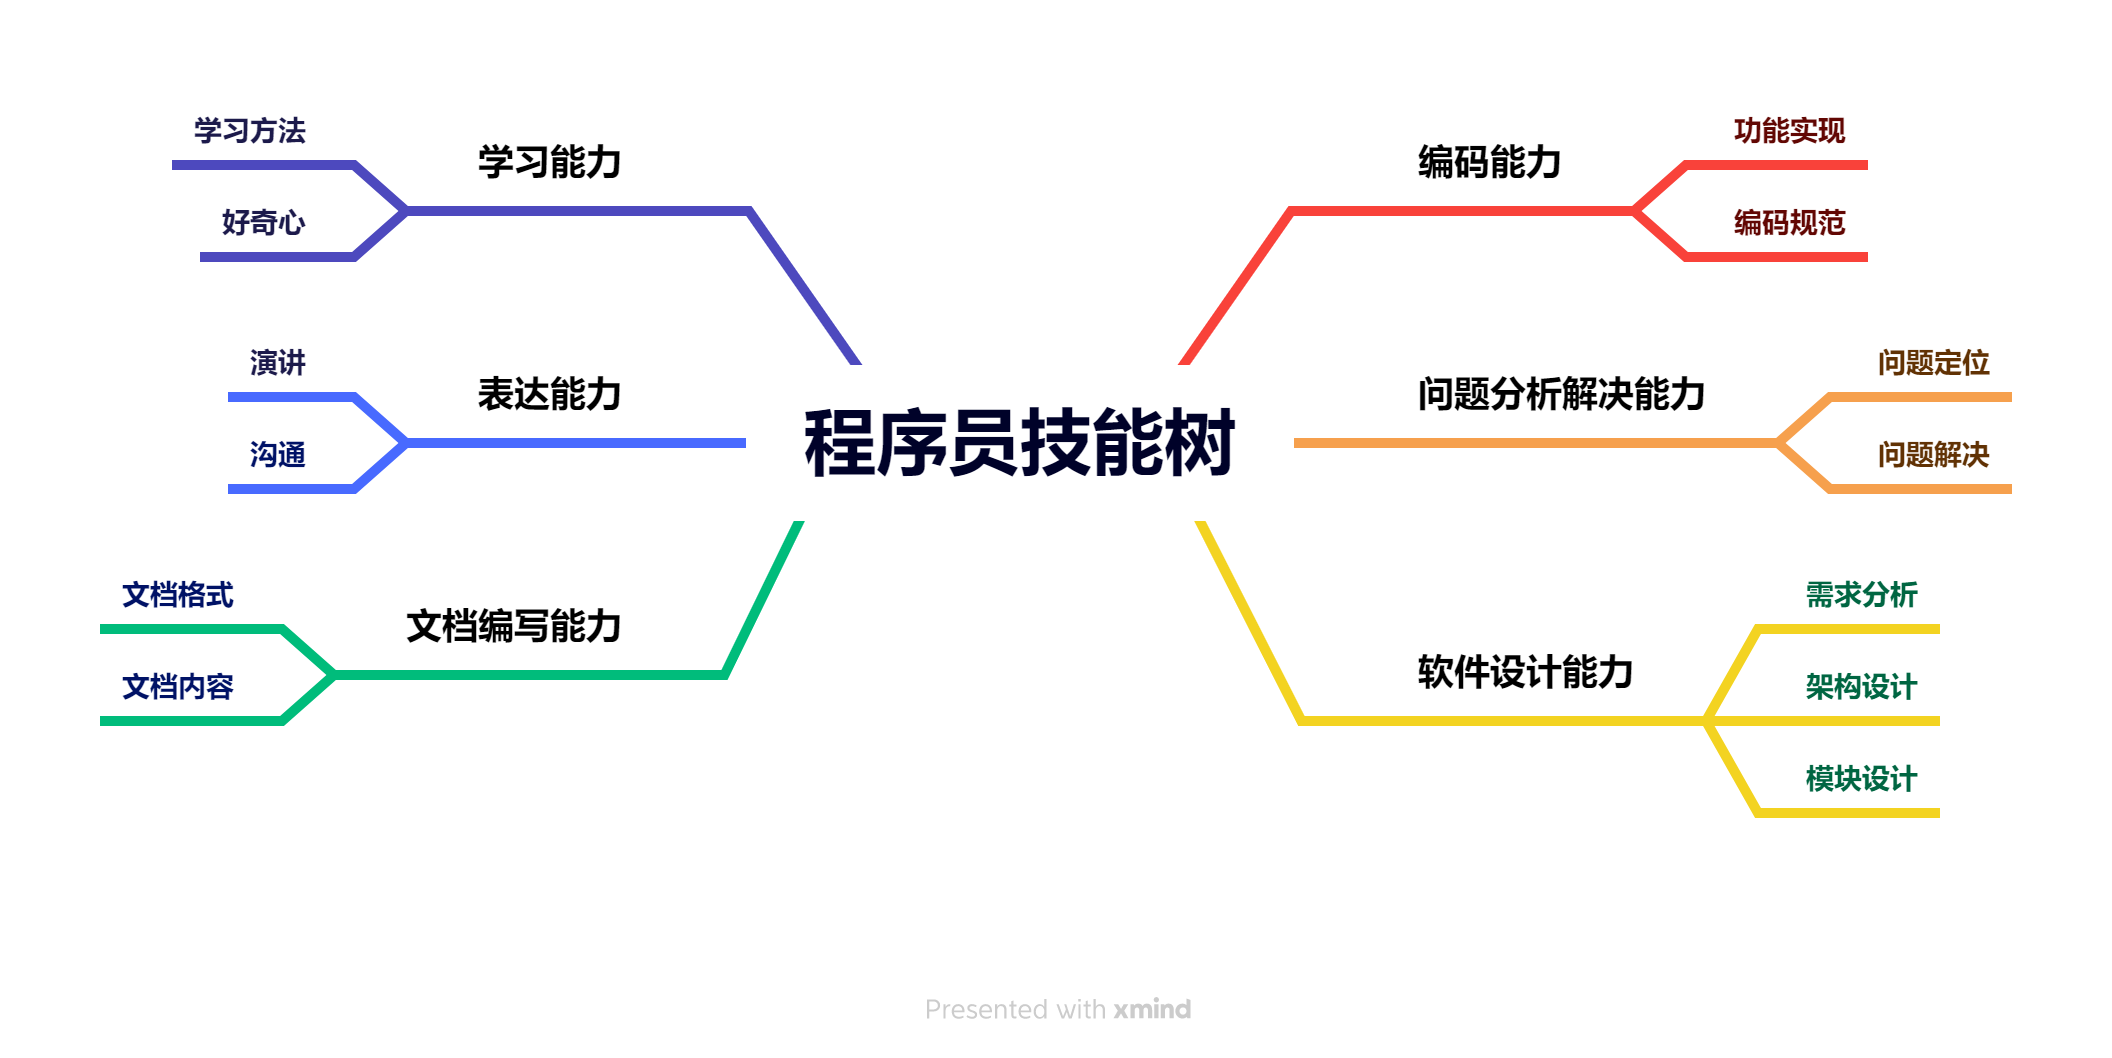 程序员技能树
编码能力
功能实现
编码规范
问题分析解决能力
问题定位
问题解决
软件设计能力
需求分析
架构设计
模块设计
学习能力
学习方法
好奇心
表达能力
演讲
沟通
文档编写能力
文档格式
文档内容
Presented with xmind